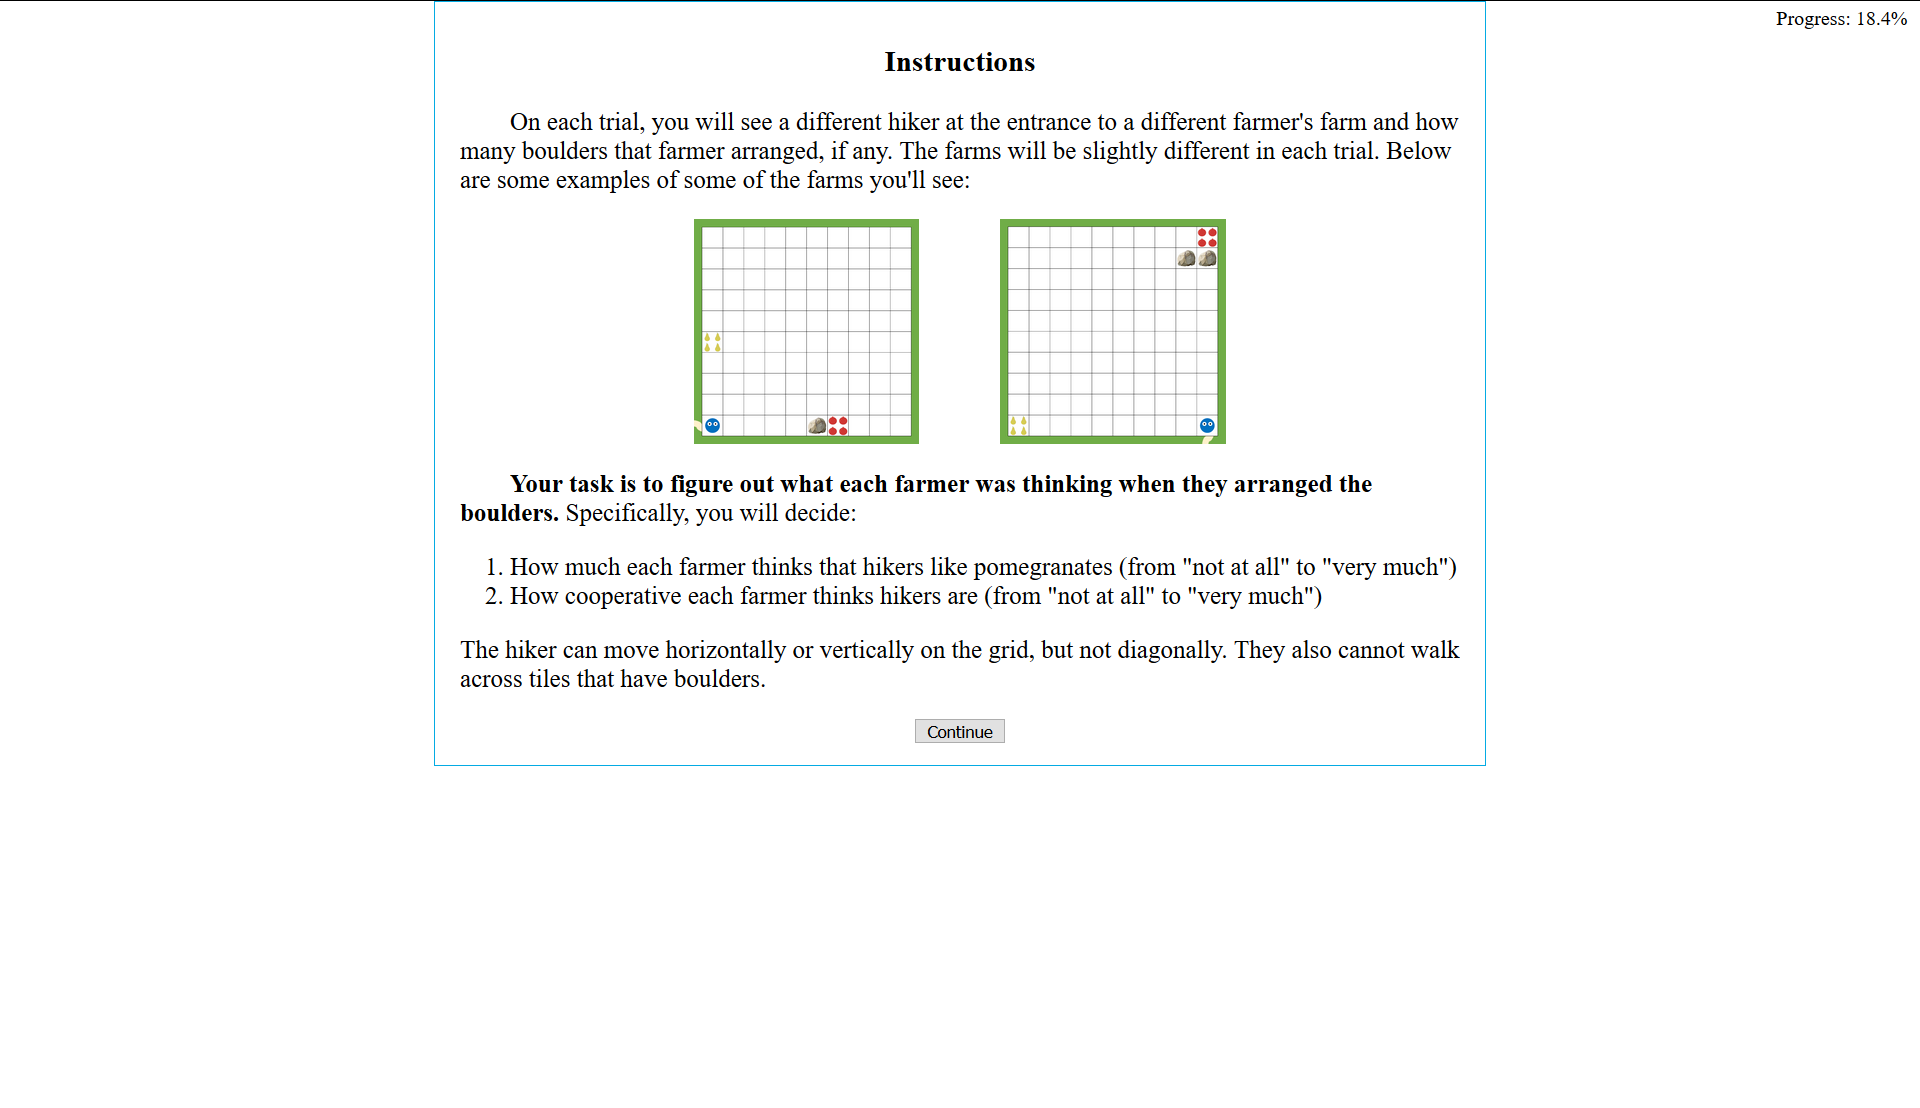 Progress: 18.4%
Instructions
On each trial, you will see a different hiker at the entrance to a different farmer's farm and how
many boulders that farmer arranged, if any. The farms will be slightly different in each trial. Below
are some examples of some of the farms you'll see:
Your task is to figure out what each farmer was thinking when they arranged the
boulders. Specifically, you will decide:
1. How much each farmer thinks that hikers like pomegranates (from "not at all" to "very much")
2. How cooperative each farmer thinks hikers are (from "not at all" to "very much")
The hiker can move horizontally or vertically on the grid, but not diagonally. They also cannot walk
across tiles that have boulders.
Continue